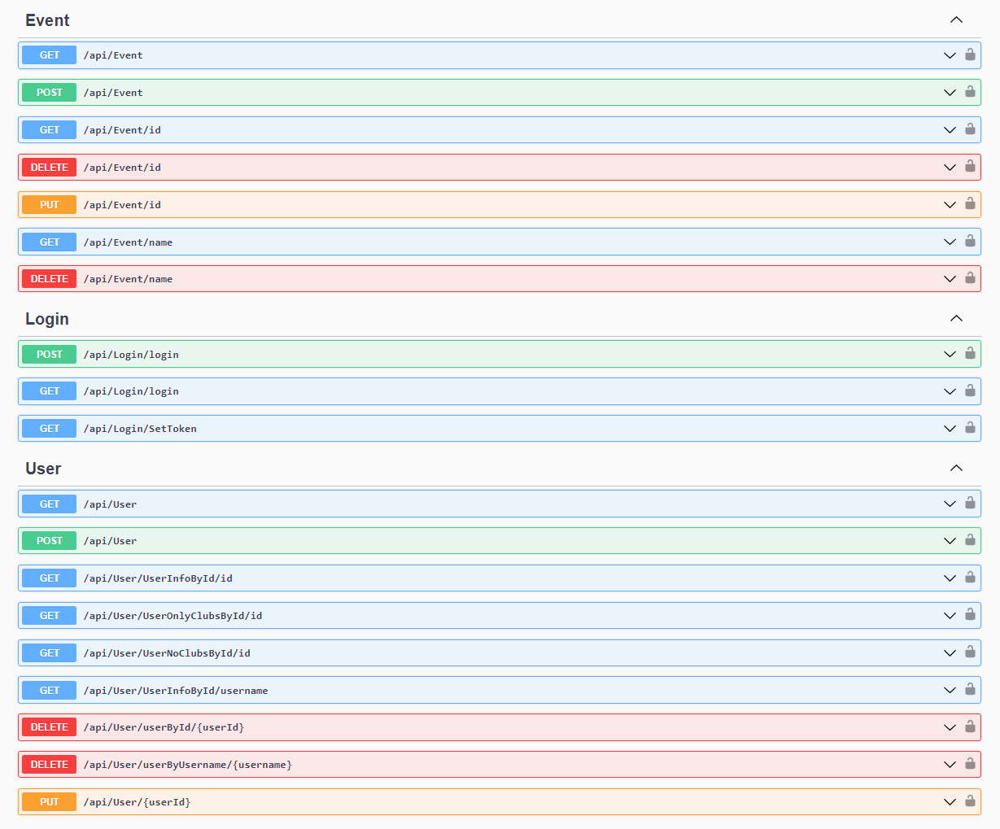 Event
GET /api/Event
POST /api/Event
GET /api/Event/id
DELETE /api/Event/id
PUT /api/Event/id
GET /api/Event/name
DELETE /api/Event/name
Login
POST /api/Login/login
GET /api/Login/login
GET /api/Login/SetToken
User
GET /api/User
POST /api/User
GET /api/User/UserInfoById/id
GET /api/User/UserOnlyClubsById/id
GET /api/User/UserNoClubsById/id
GET /api/User/UserInfoById/username
DELETE /api/User/userById/{userId}
DELETE /api/User/userByUsername/{username}
PUT /api/User/{userId}